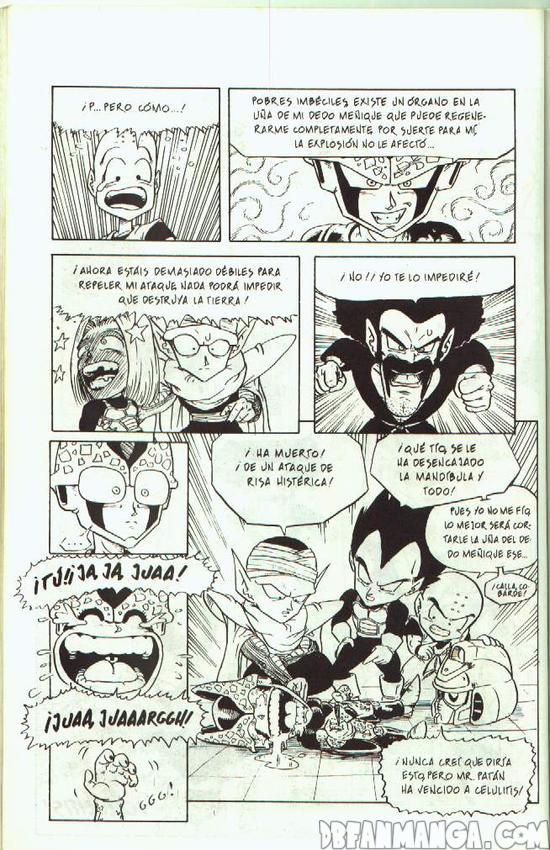 ¡P...PERO CÓMO...!
POBRES IMBÉCILES, EXISTE UN ÓRGANO EN LA
UÑA DE MI DEDO MEÑIQUE QUE PUEDE REGENE-
RARME COMPLETAMENTE, POR SUERTE PARA MÍ,
LA EXPLOSIÓN NO LE AFECTÓ...
¡AHORA ESTÁIS DEMASIADO DÉBILES PARA
REPELER MI ATAQUE NADA PODRÁ IMPEDIR
QUE DESTRUYA LA TIERRA!
¡NO! ¡YO TE LO IMPEDIRÉ!
¡TÚ! ¡JA, JA, JUAA!
¡JUAA, JUAAARGGH!
GGG!
¡HA MUERTO!
¡DE UN ATAQUE DE
RISA HISTÉRICA!
¡QUÉ TÍO, SE LE
HA DESENCAJADO
LA MANDÍBULA Y
TODO!
PUES YO NO ME FÍO,
LO MEJOR SERÁ COR-
TARLE LA UÑA DEL DE-
DO MEÑIQUE ESE...
¡CALLA, CO-
BARDE!
¡NUNCA CREÍ QUE DIRÍA
ESTO, PERO MR. PATÁN
HA VENCIDO A CELULITIS!
DBFANMANGA.COM